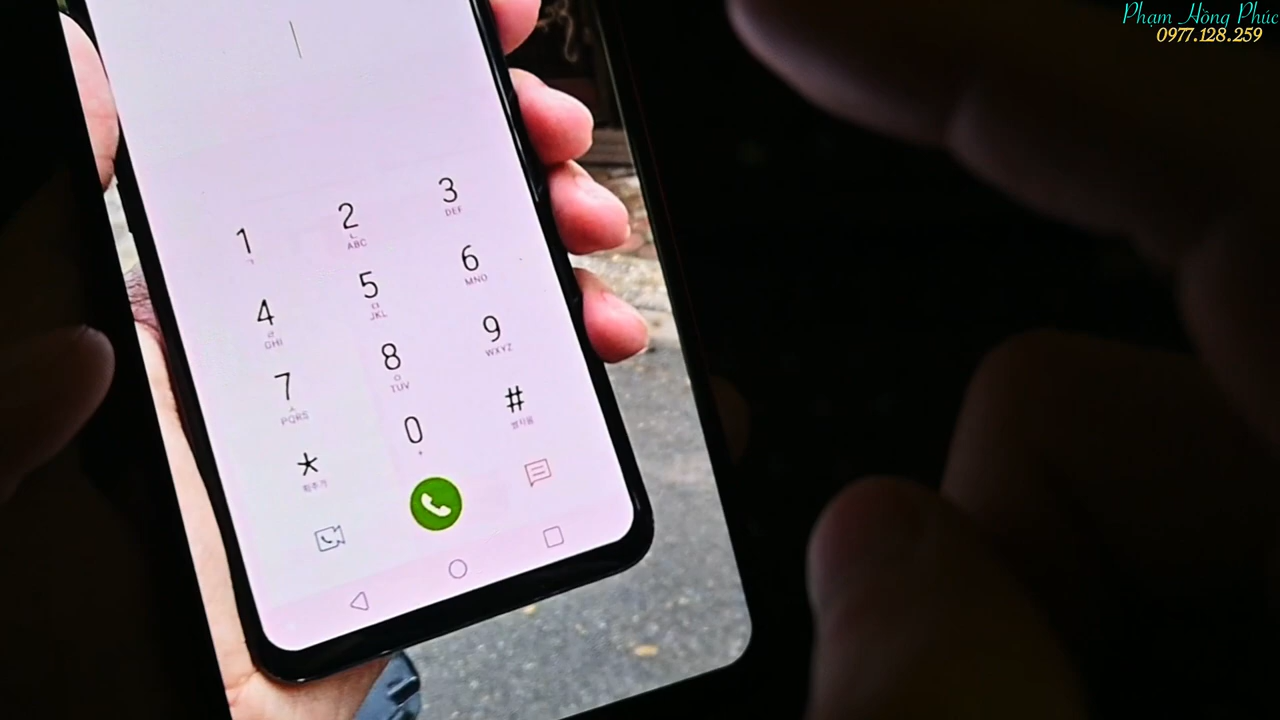 Phạm Hồng Phúc
0977.128.259
1 2 3
ㄱ ㄴ ABC DEF
4 5 6
ㄹ GHI ㅁ JKL MNO
7 8 9
ㅅ PQRS ㅇ TUV WXYZ
* 0 #
+